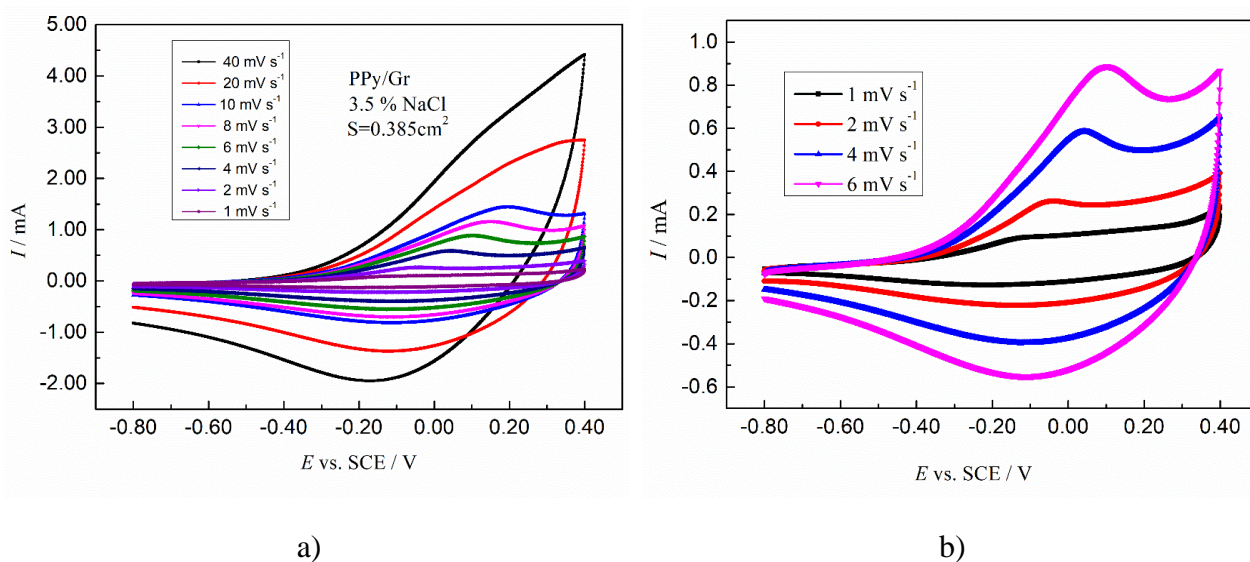 5.00
4.00
3.00
2.00
1.00
0.00
-1.00
-2.00
I / mA
40 mV s⁻¹
20 mV s⁻¹
10 mV s⁻¹
8 mV s⁻¹
6 mV s⁻¹
4 mV s⁻¹
2 mV s⁻¹
1 mV s⁻¹
PPy/Gr
3.5 % NaCl
S=0.385cm²
-0.80 -0.60 -0.40 -0.20 0.00 0.20 0.40
E vs. SCE / V
a)
1.0
0.8
0.6
0.4
0.2
0.0
-0.2
-0.4
-0.6
I / mA
1 mV s⁻¹
2 mV s⁻¹
4 mV s⁻¹
6 mV s⁻¹
-0.80 -0.60 -0.40 -0.20 0.00 0.20 0.40
E vs. SCE / V
b)